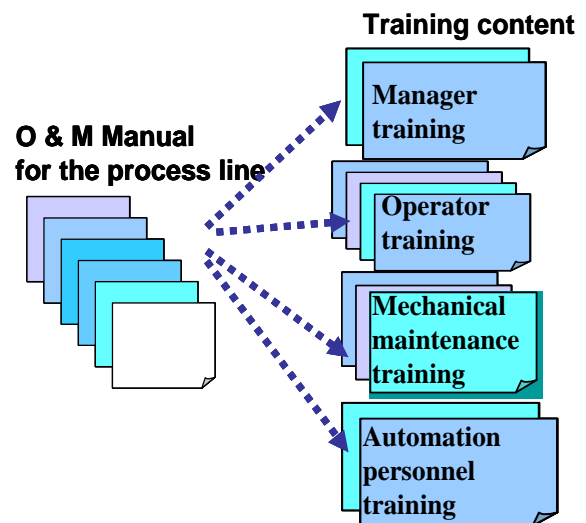 Training content
O & M Manual
for the process line
Manager
training
Operator
training
Mechanical
maintenance
training
Automation
personnel
training